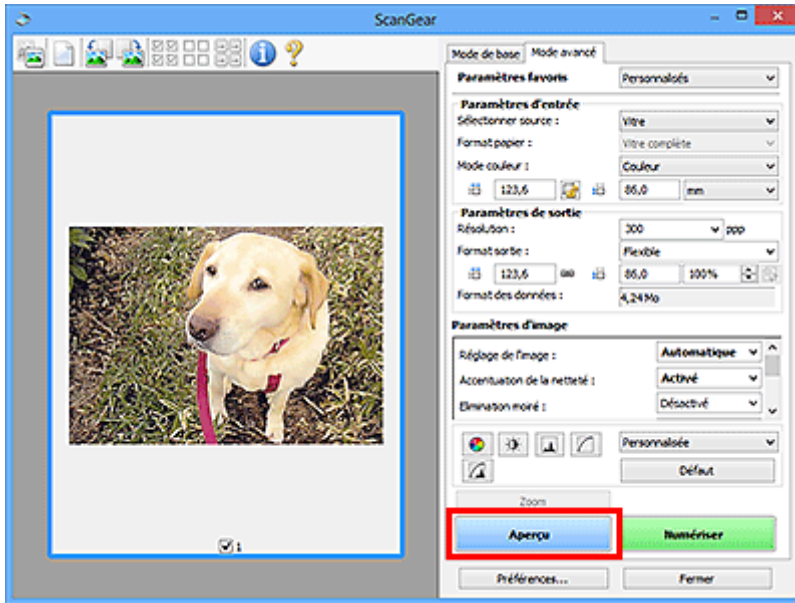 ScanGear
Mode de base Mode avancé
Paramètres favoris Personnalisés
Paramètres d'entrée
Sélectionner source : Vitre
Format papier : Vitre complète
Mode couleur : Couleur
123,6 86,0 mm
Paramètres de sortie
Résolution : 300 ppp
Format sortie : Flexible
123,6 86,0 100%
Format des données : 4,24 Mo
Paramètres d'image
Réglage de l'image : Automatique
Accentuation de la netteté : Activé
Elimination moiré : Désactivé
Personnalisée
Défaut
Zoom
Aperçu Numériser
1
Préférences... Fermer